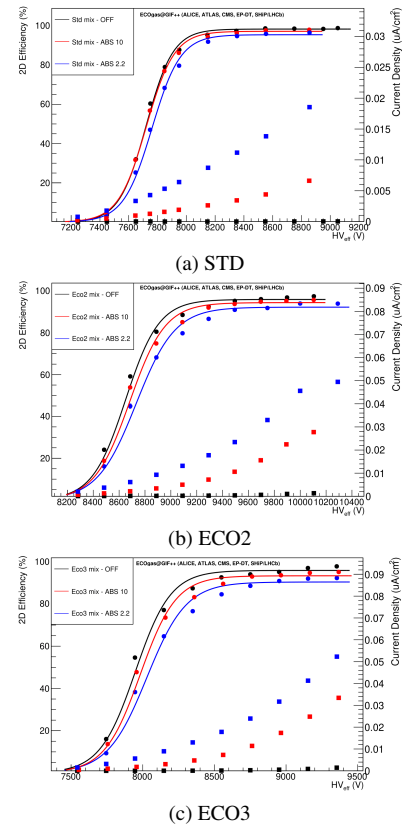 ECOgas@GIF++ (ALICE, ATLAS, CMS, EP-DT, SHiP/LHCb)
2D Efficiency (%)
100
80
60
40
20
Std mix - OFF
Std mix - ABS 10
Std mix - ABS 2.2
Current Density (uA/cm²)
0.03
0.025
0.02
0.015
0.01
0.005
0
7200 7400 7600 7800 8000 8200 8400 8600 8800 9000 9200
HVeff (V)
(a) STD
ECOgas@GIF++ (ALICE, ATLAS, CMS, EP-DT, SHiP/LHCb)
2D Efficiency (%)
100
80
60
40
20
Eco2 mix - OFF
Eco2 mix - ABS 10
Eco2 mix - ABS 2.2
Current Density (uA/cm²)
0.09
0.08
0.07
0.06
0.05
0.04
0.03
0.02
0.01
0
8200 8400 8600 8800 9000 9200 9400 9600 9800 10000 10200 10400
HVeff (V)
(b) ECO2
ECOgas@GIF++ (ALICE, ATLAS, CMS, EP-DT, SHiP/LHCb)
2D Efficiency (%)
100
80
60
40
20
Eco3 mix - OFF
Eco3 mix - ABS 10
Eco3 mix - ABS 2.2
Current Density (uA/cm²)
0.09
0.08
0.07
0.06
0.05
0.04
0.03
0.02
0.01
0
7500 8000 8500 9000 9500
HVeff (V)
(c) ECO3